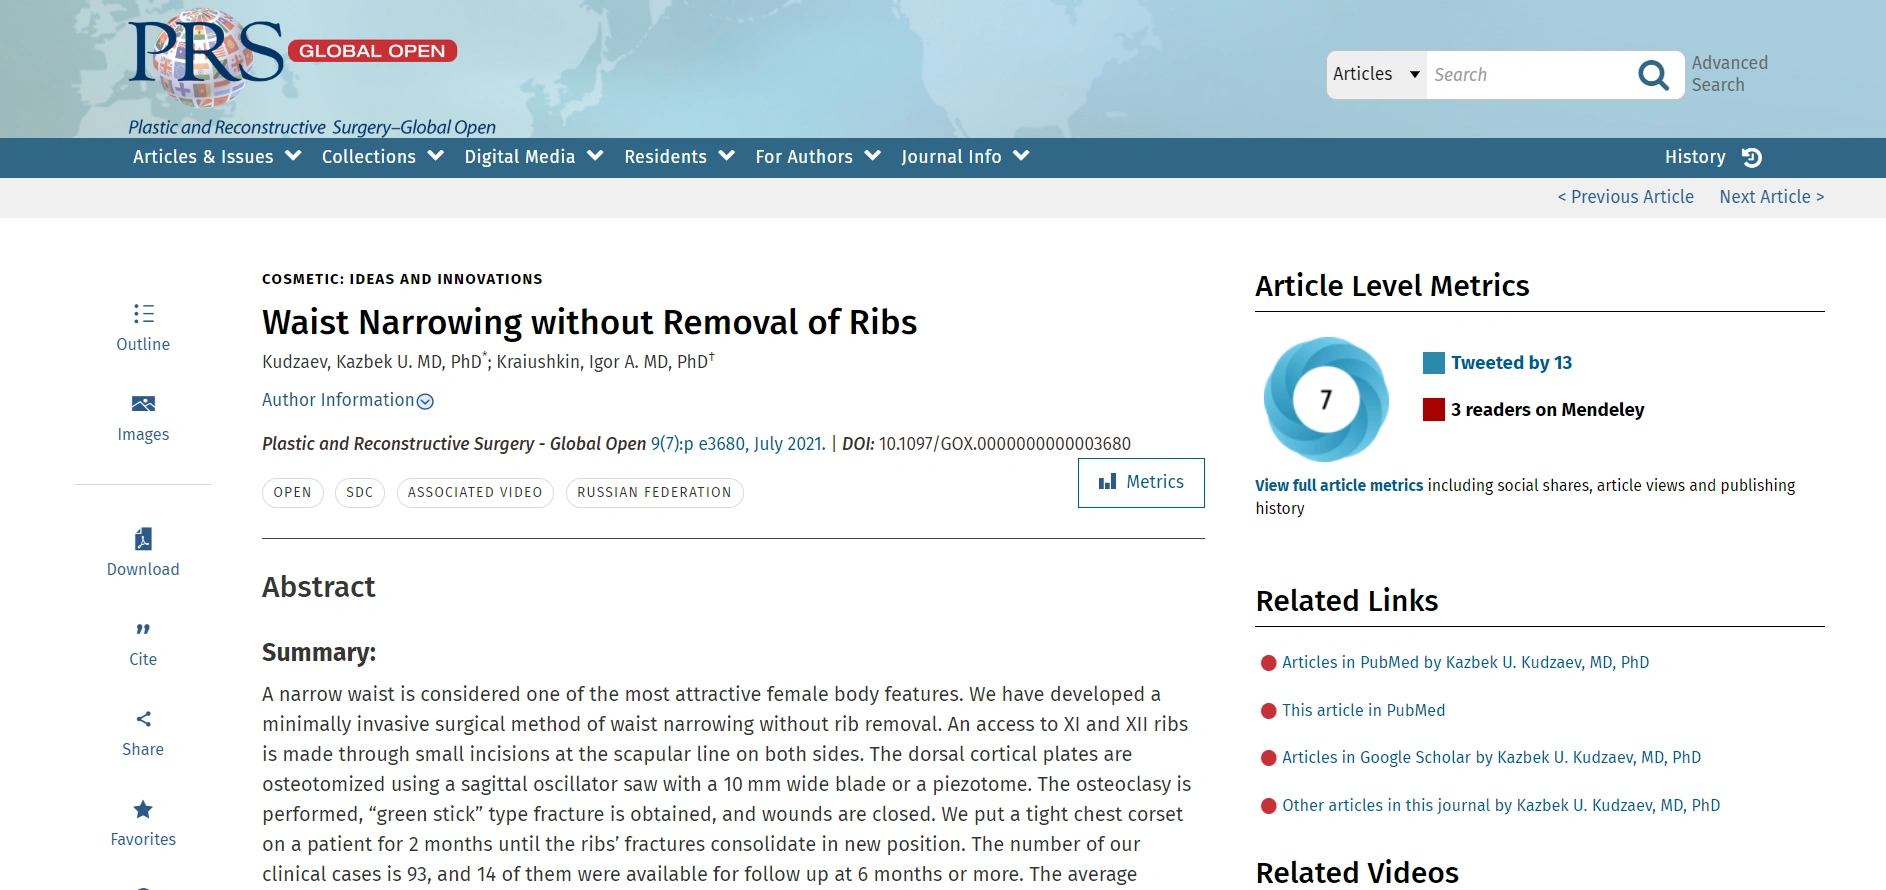 PRS GLOBAL OPEN
Plastic and Reconstructive Surgery–Global Open
Articles Search Advanced
Search
Articles & Issues Collections Digital Media Residents For Authors Journal Info History
< Previous Article Next Article >
Outline
Images
Download
Cite
Share
Favorites
COSMETIC: IDEAS AND INNOVATIONS
Waist Narrowing without Removal of Ribs
Kudzaev, Kazbek U. MD, PhD*; Kraiushkin, Igor A. MD, PhD†
Author Information
Plastic and Reconstructive Surgery - Global Open 9(7):p e3680, July 2021. | DOI: 10.1097/GOX.0000000000003680
OPEN SDC ASSOCIATED VIDEO RUSSIAN FEDERATION
Metrics
Abstract
Summary:
A narrow waist is considered one of the most attractive female body features. We have developed a
minimally invasive surgical method of waist narrowing without rib removal. An access to XI and XII ribs
is made through small incisions at the scapular line on both sides. The dorsal cortical plates are
osteotomized using a sagittal oscillator saw with a 10 mm wide blade or a piezotome. The osteoclasy is
performed, “green stick” type fracture is obtained, and wounds are closed. We put a tight chest corset
on a patient for 2 months until the ribs’ fractures consolidate in new position. The number of our
clinical cases is 93, and 14 of them were available for follow up at 6 months or more. The average
Article Level Metrics
7
Tweeted by 13
3 readers on Mendeley
View full article metrics including social shares, article views and publishing
history
Related Links
Articles in PubMed by Kazbek U. Kudzaev, MD, PhD
This article in PubMed
Articles in Google Scholar by Kazbek U. Kudzaev, MD, PhD
Other articles in this journal by Kazbek U. Kudzaev, MD, PhD
Related Videos